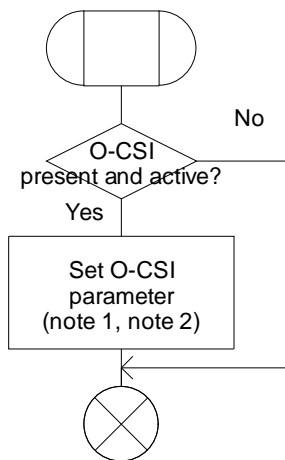 No
O-CSI
present and active?
Yes
Set O-CSI
parameter
(note 1, note 2)